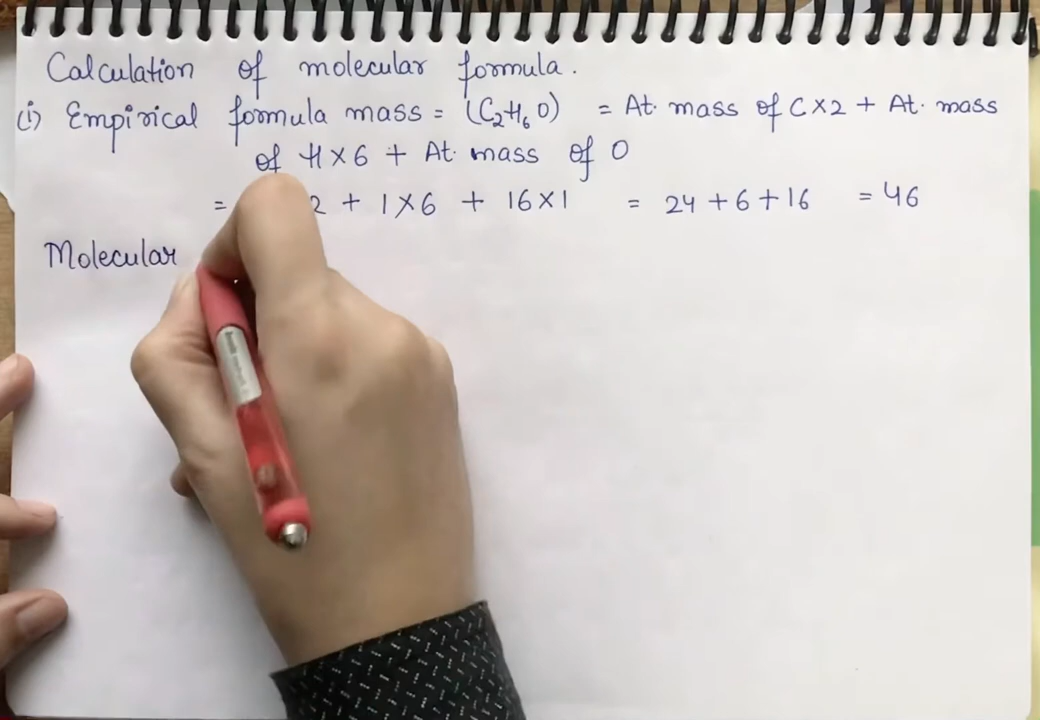 Calculation of molecular formula.
(i) Empirical formula mass = (C₂H₆O) = At. mass of C×2 + At. mass
of H×6 + At. mass of O
= 2 + 1×6 + 16×1 = 24+6+16 = 46
Molecular